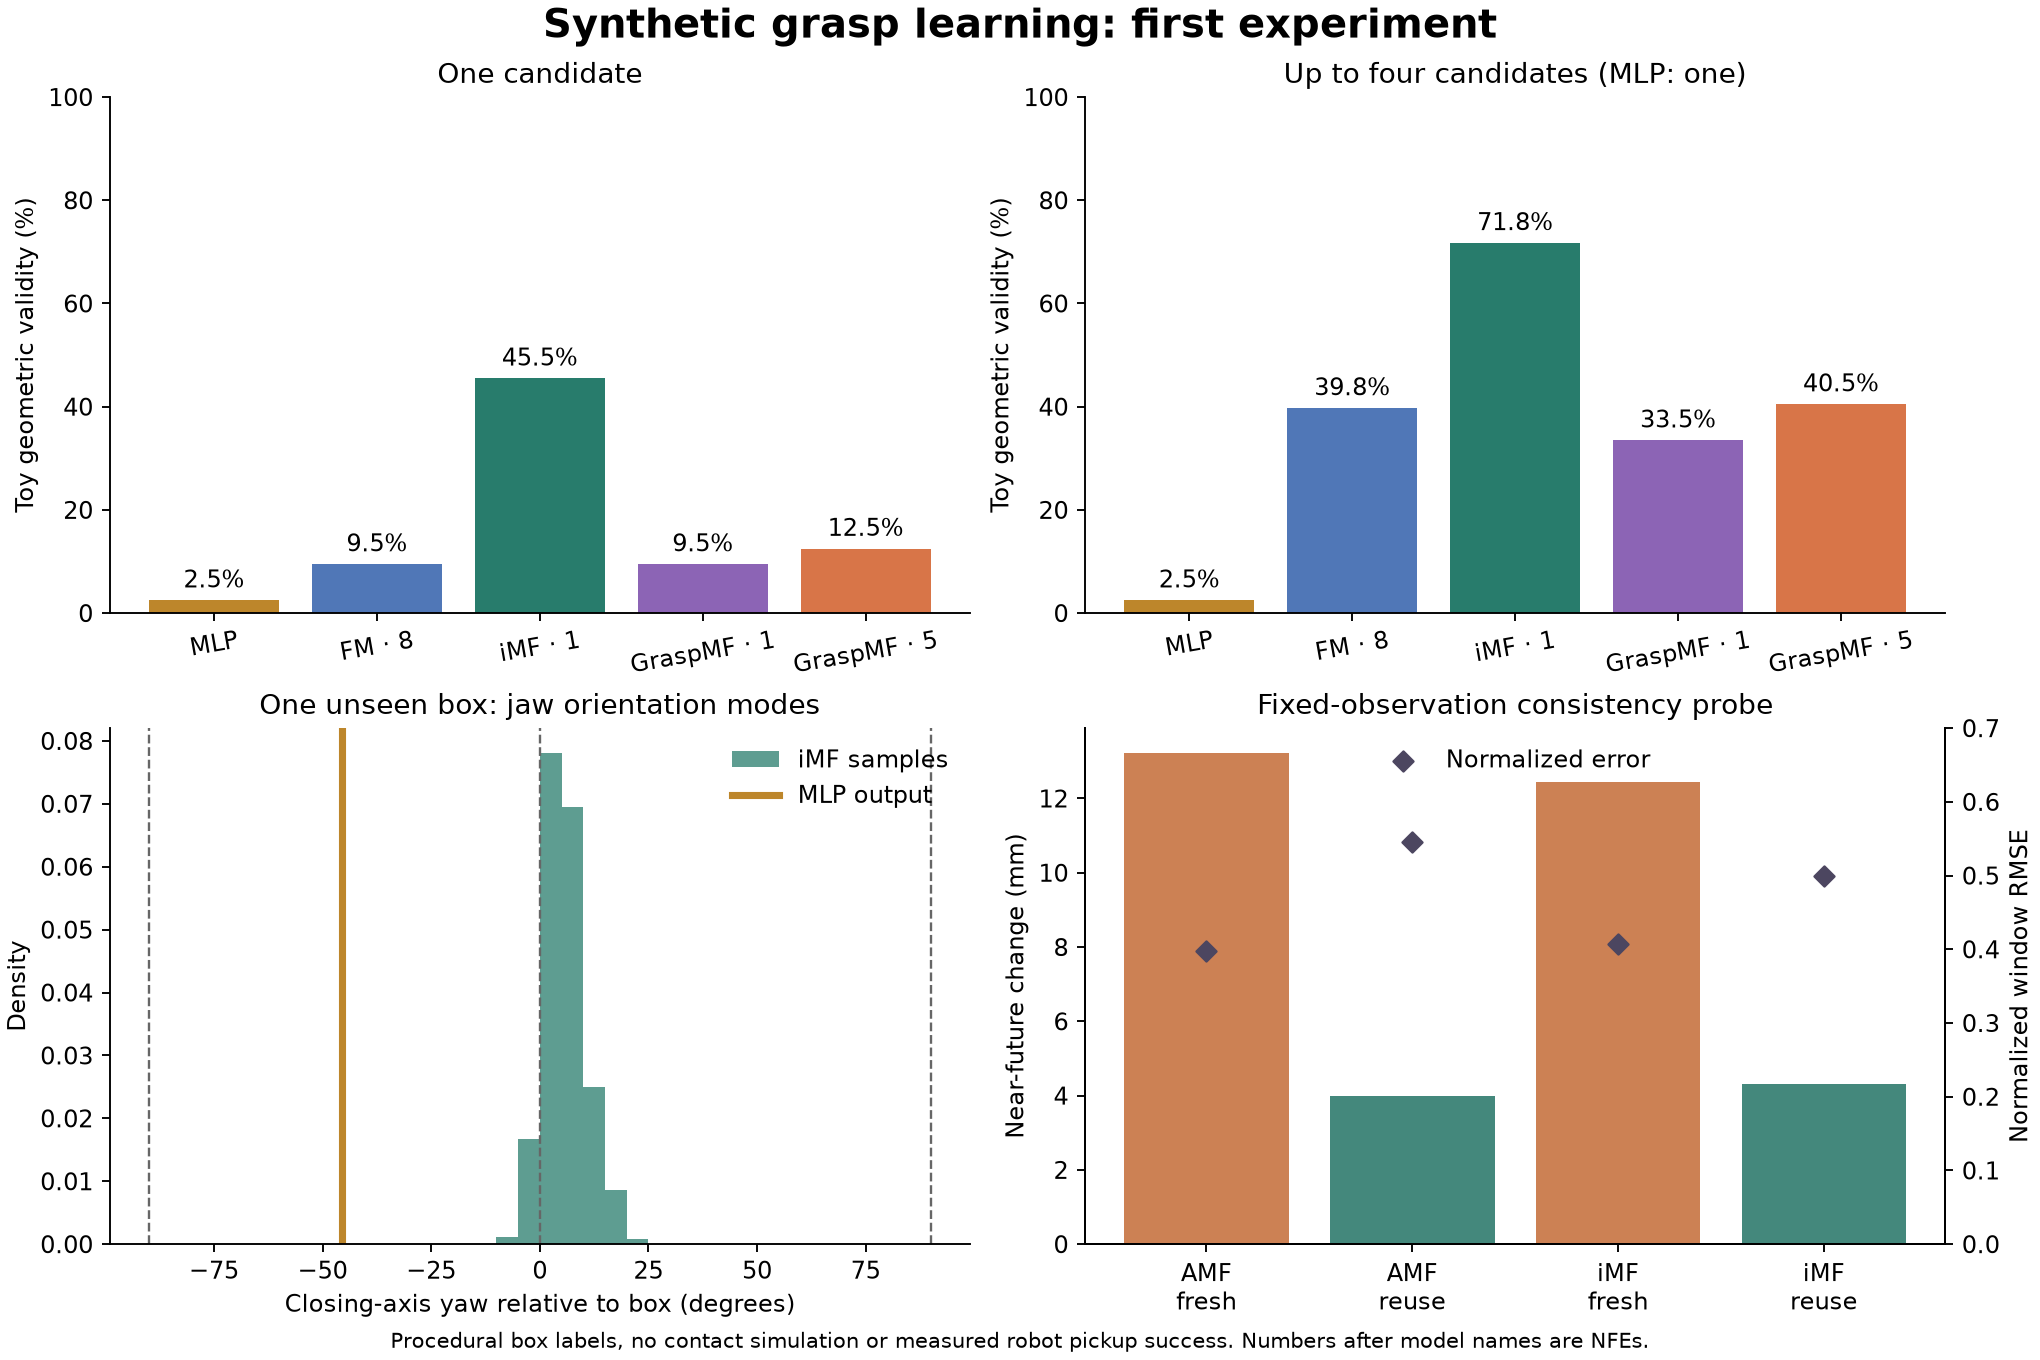 Synthetic grasp learning: first experiment
One candidate
Toy geometric validity (%)
100
80
60
40
20
0
2.5%
9.5%
45.5%
9.5%
12.5%
MLP
FM · 8
iMF · 1
GraspMF · 1
GraspMF · 5
Up to four candidates (MLP: one)
Toy geometric validity (%)
100
80
60
40
20
0
2.5%
39.8%
71.8%
33.5%
40.5%
MLP
FM · 8
iMF · 1
GraspMF · 1
GraspMF · 5
One unseen box: jaw orientation modes
Density
0.08
0.07
0.06
0.05
0.04
0.03
0.02
0.01
0.00
iMF samples
MLP output
−75
−50
−25
0
25
50
75
Closing-axis yaw relative to box (degrees)
Fixed-observation consistency probe
Near-future change (mm)
12
10
8
6
4
2
0
Normalized error
0.7
0.6
0.5
0.4
0.3
0.2
0.1
0.0
Normalized window RMSE
AMF
fresh
AMF
reuse
iMF
fresh
iMF
reuse
Procedural box labels, no contact simulation or measured robot pickup success. Numbers after model names are NFEs.